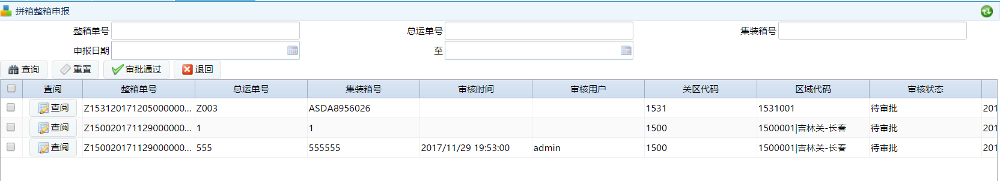 拼箱整箱申报
整箱单号 总运单号 集装箱号
申报日期 至
查询 重置 审批通过 退回
查阅 整箱单号 总运单号 集装箱号 审核时间 审核用户 关区代码 区域代码 审核状态
查阅 Z153120171205000000... Z003 ASDA8956026 1531 1531001 待审批 201
查阅 Z150020171129000000... 1 1 1500 1500001|吉林关-长春 待审批 201
查阅 Z150020171129000000... 555 555555 2017/11/29 19:53:00 admin 1500 1500001|吉林关-长春 待审批 201